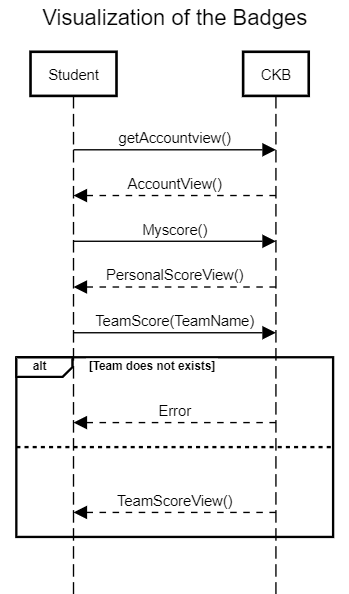 Visualization of the Badges
Student
CKB
getAccountview()
AccountView()
Myscore()
PersonalScoreView()
TeamScore(TeamName)
alt
[Team does not exists]
Error
TeamScoreView()